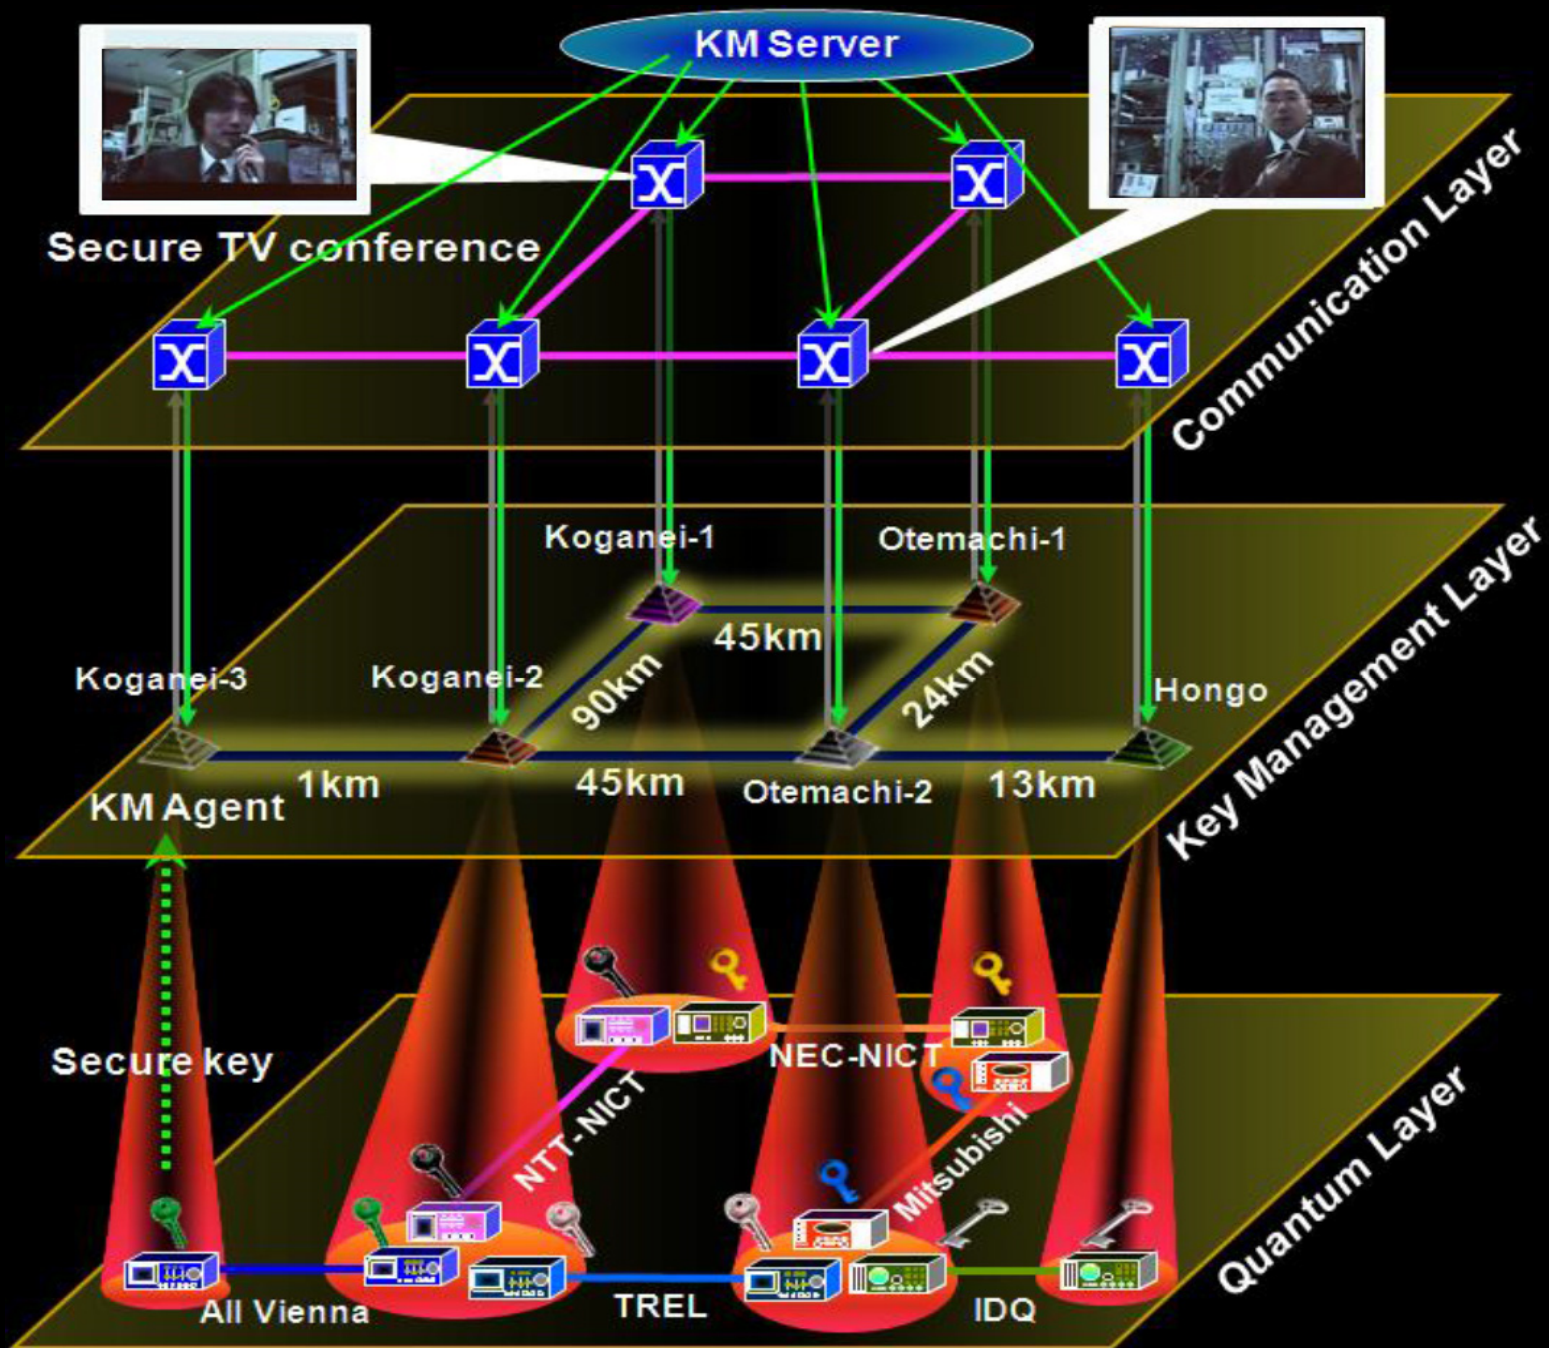 KM Server
Secure TV conference
Communication Layer
Koganei-1
Otemachi-1
45km
Koganei-3
Koganei-2
90km
24km
Hongo
1km
45km
Otemachi-2
13km
KM Agent
Key Management Layer
Secure key
NEC-NICT
NTT-NICT
Mitsubishi
All Vienna
TREL
IDQ
Quantum Layer